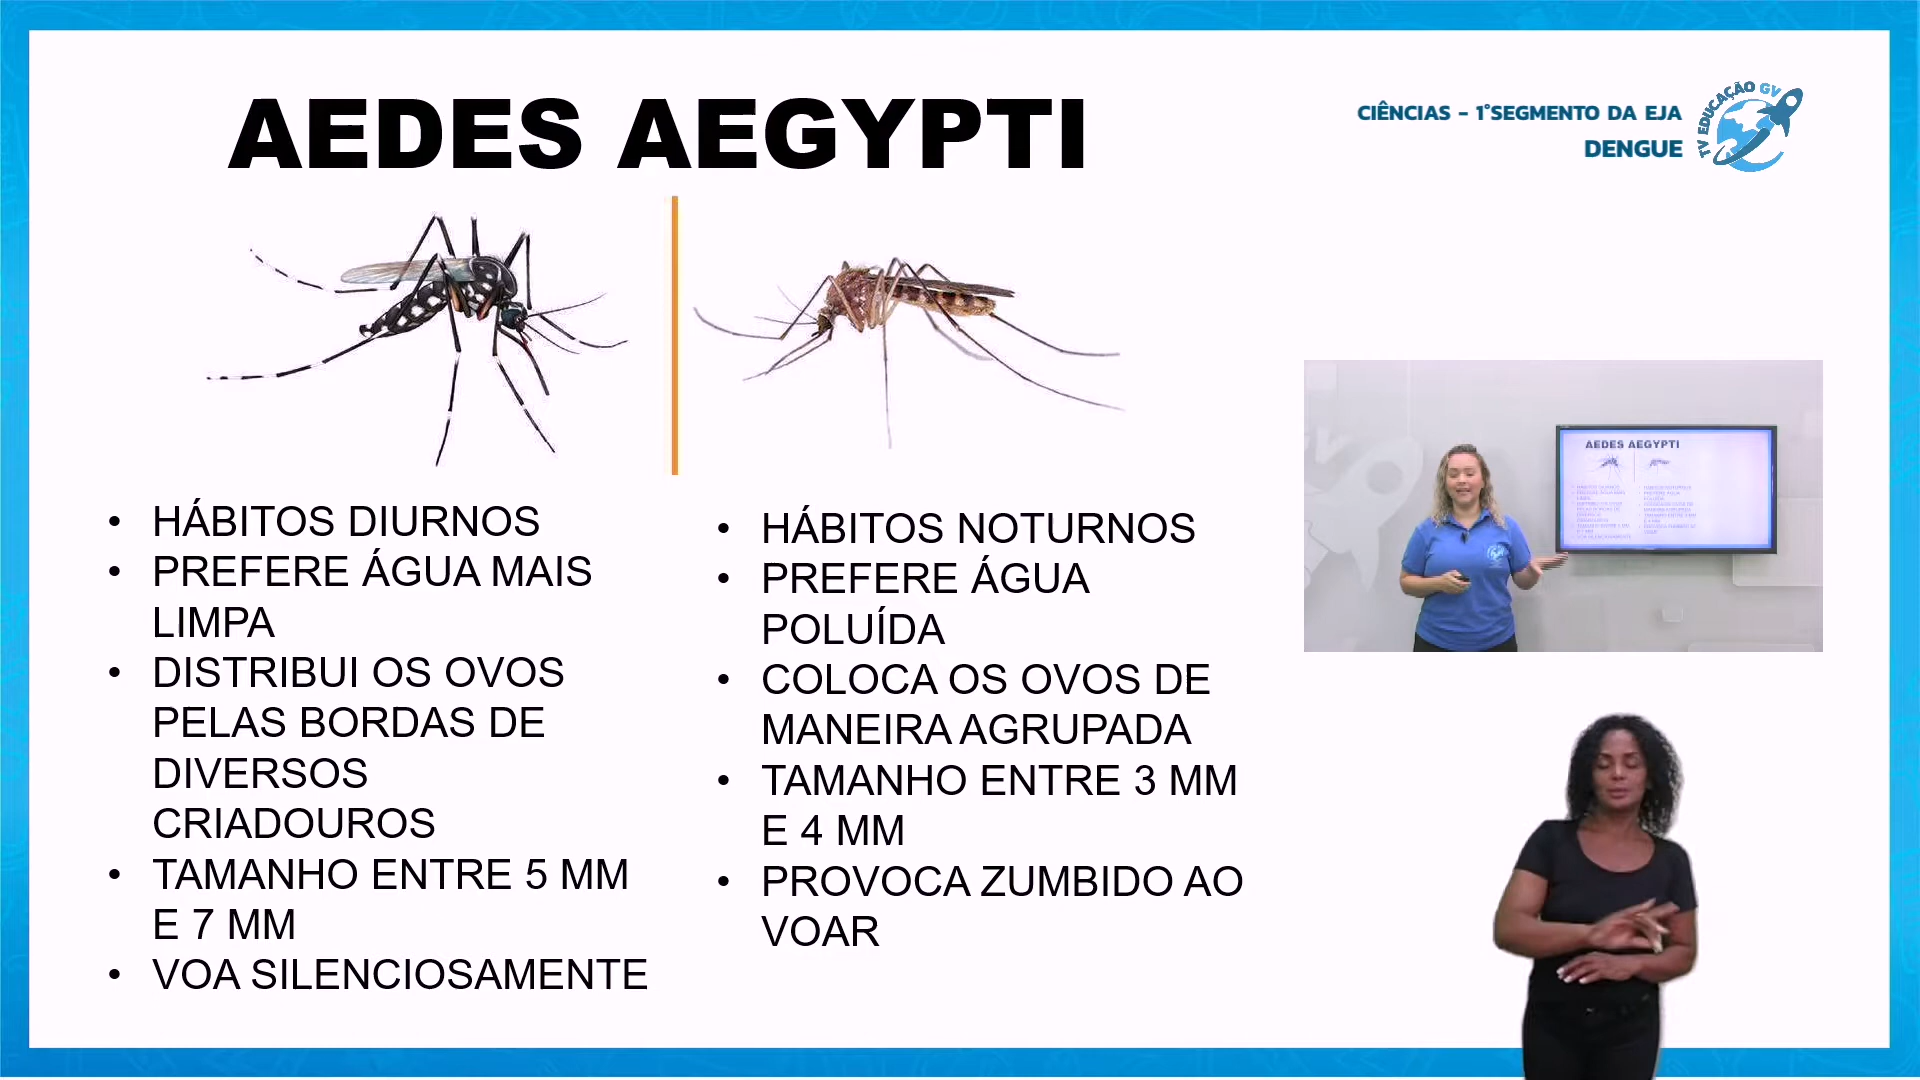 AEDES AEGYPTI
CIÊNCIAS - 1°SEGMENTO DA EJA
DENGUE
TV EDUCAÇÃO GV
• HÁBITOS DIURNOS
• PREFERE ÁGUA MAIS
LIMPA
• DISTRIBUI OS OVOS
PELAS BORDAS DE
DIVERSOS
CRIADOUROS
• TAMANHO ENTRE 5 MM
E 7 MM
• VOA SILENCIOSAMENTE
• HÁBITOS NOTURNOS
• PREFERE ÁGUA
POLUÍDA
• COLOCA OS OVOS DE
MANEIRA AGRUPADA
• TAMANHO ENTRE 3 MM
E 4 MM
• PROVOCA ZUMBIDO AO
VOAR
AEDES AEGYPTI